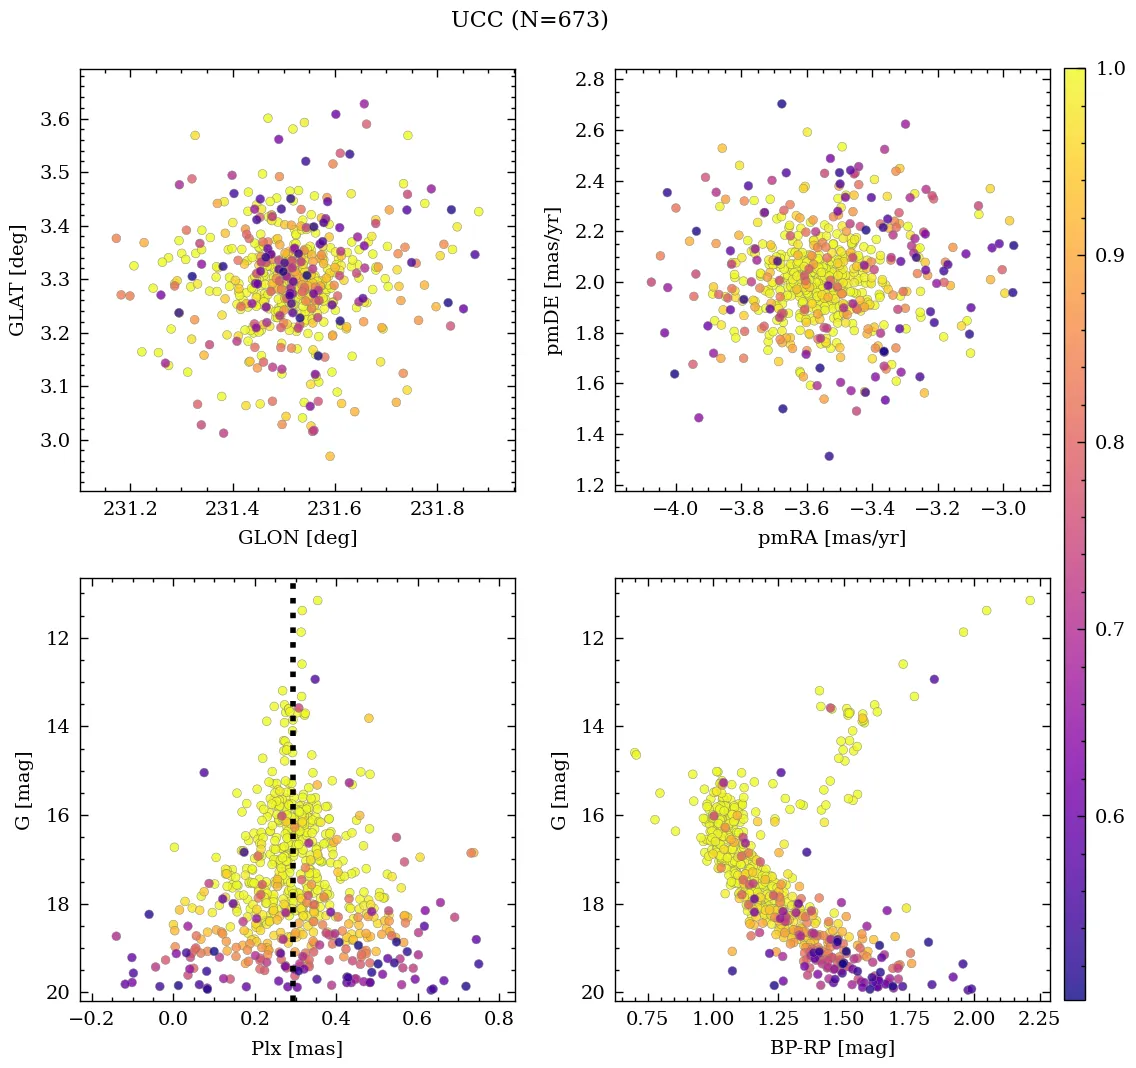 UCC (N=673)
3.6
3.5
3.4
3.3
3.2
3.1
3.0
GLAT [deg]
231.2 231.4 231.6 231.8
GLON [deg]
2.8
2.6
2.4
2.2
2.0
1.8
1.6
1.4
1.2
pmDE [mas/yr]
−4.0 −3.8 −3.6 −3.4 −3.2 −3.0
pmRA [mas/yr]
1.0
0.9
0.8
0.7
0.6
12
14
16
18
20
G [mag]
−0.2 0.0 0.2 0.4 0.6 0.8
Plx [mas]
12
14
16
18
20
G [mag]
0.75 1.00 1.25 1.50 1.75 2.00 2.25
BP-RP [mag]